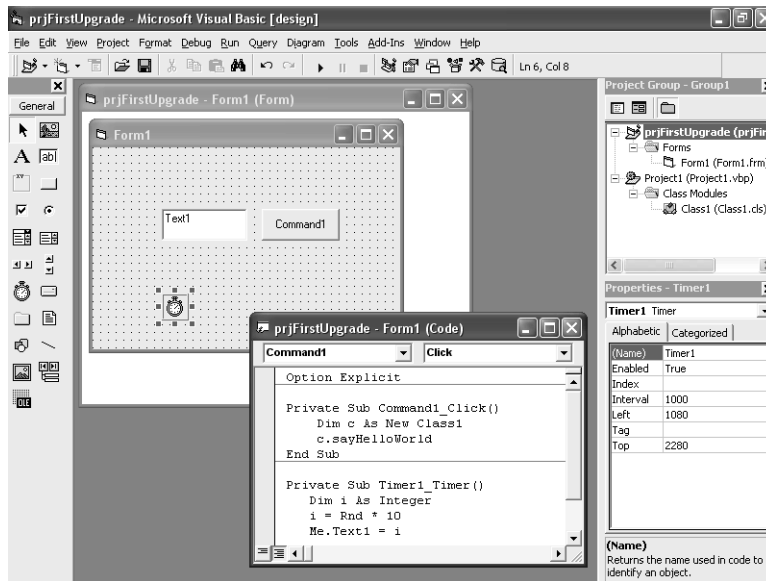 prjFirstUpgrade - Microsoft Visual Basic [design]
File Edit View Project Format Debug Run Query Diagram Tools Add-Ins Window Help
Ln 6, Col 8
General
prjFirstUpgrade - Form1 (Form)
Form1
Text1
Command1
prjFirstUpgrade - Form1 (Code)
Command1 Click
Option Explicit
Private Sub Command1_Click()
Dim c As New Class1
c.sayHelloWorld
End Sub
Private Sub Timer1_Timer()
Dim i As Integer
i = Rnd * 10
Me.Text1 = i
Project Group - Group1
prjFirstUpgrade (prjFir
Forms
Form1 (Form1.frm)
Project1 (Project1.vbp)
Class Modules
Class1 (Class1.cls)
Properties - Timer1
Timer1 Timer
Alphabetic Categorized
(Name) Timer1
Enabled True
Index
Interval 1000
Left 1080
Tag
Top 2280
(Name)
Returns the name used in code to
identify an object.